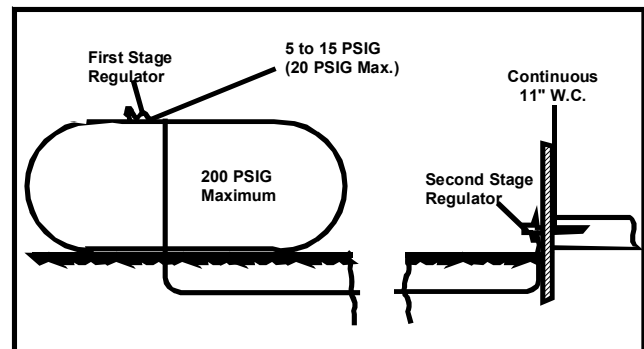 First Stage
Regulator
5 to 15 PSIG
(20 PSIG Max.)
Continuous
11" W.C.
200 PSIG
Maximum
Second Stage
Regulator